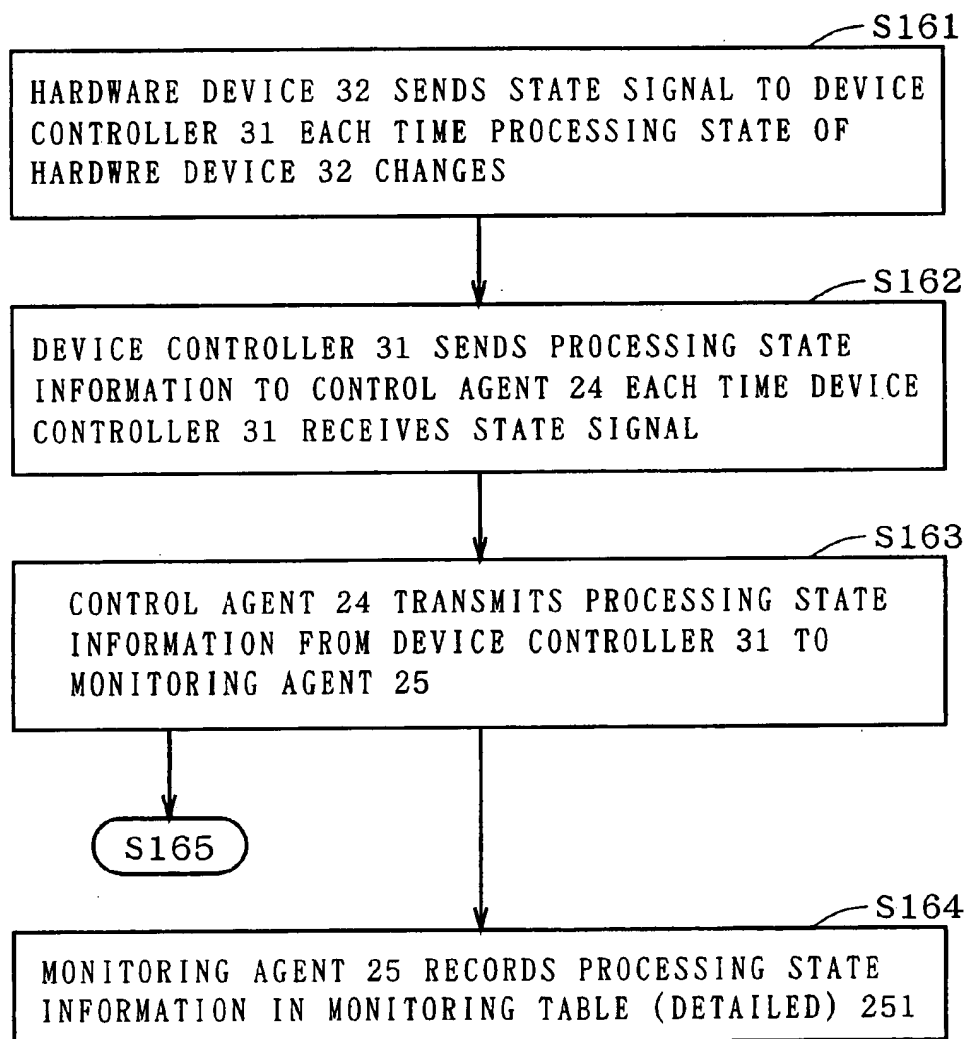 S161
HARDWARE DEVICE 32 SENDS STATE SIGNAL TO DEVICE
CONTROLLER 31 EACH TIME PROCESSING STATE OF
HARDWRE DEVICE 32 CHANGES
S162
DEVICE CONTROLLER 31 SENDS PROCESSING STATE
INFORMATION TO CONTROL AGENT 24 EACH TIME DEVICE
CONTROLLER 31 RECEIVES STATE SIGNAL
S163
CONTROL AGENT 24 TRANSMITS PROCESSING STATE
INFORMATION FROM DEVICE CONTROLLER 31 TO
MONITORING AGENT 25
S165
S164
MONITORING AGENT 25 RECORDS PROCESSING STATE
INFORMATION IN MONITORING TABLE (DETAILED) 251